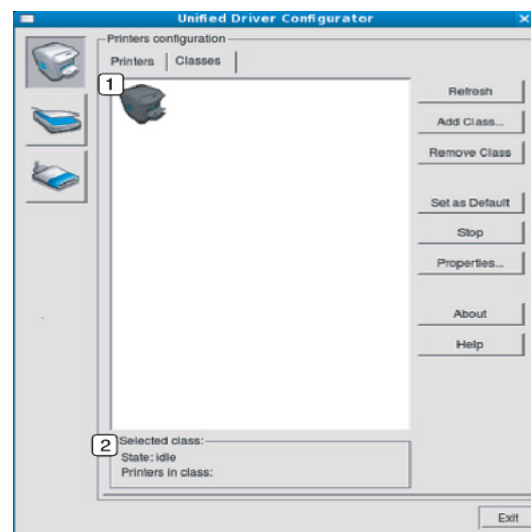 Unified Driver Configurator
Printers configuration
Printers Classes
1
Refresh
Add Class...
Remove Class
Set as Default
Stop
Properties...
About
Help
2 Selected class:
State: idle
Printers in class:
Exit